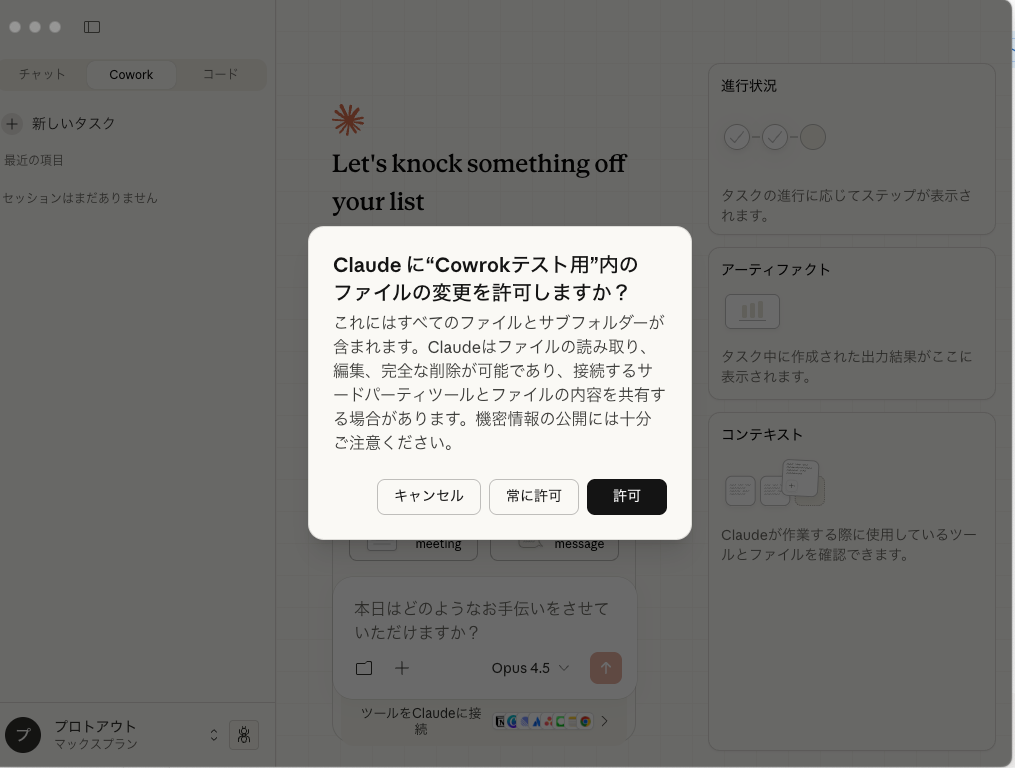 チャット
Cowork
コード
新しいタスク
最近の項目
セッションはまだありません
Let's knock something off
your list
Claude に“Cowrokテスト用”内の
ファイルの変更を許可しますか？
これにはすべてのファイルとサブフォルダーが
含まれます。Claudeはファイルの読み取り、
編集、完全な削除が可能であり、接続するサ
ードパーティツールとファイルの内容を共有す
る場合があります。機密情報の公開には十分
ご注意ください。
キャンセル
常に許可
許可
meeting
message
本日はどのようなお手伝いをさせて
いただけますか？
Opus 4.5
ツールをClaudeに接
続
進行状況
タスクの進行に応じてステップが表示さ
れます。
アーティファクト
タスク中に作成された出力結果がここに
表示されます。
コンテキスト
Claudeが作業する際に使用しているツー
ルとファイルを確認できます。
プ
プロトアウト
マックスプラン